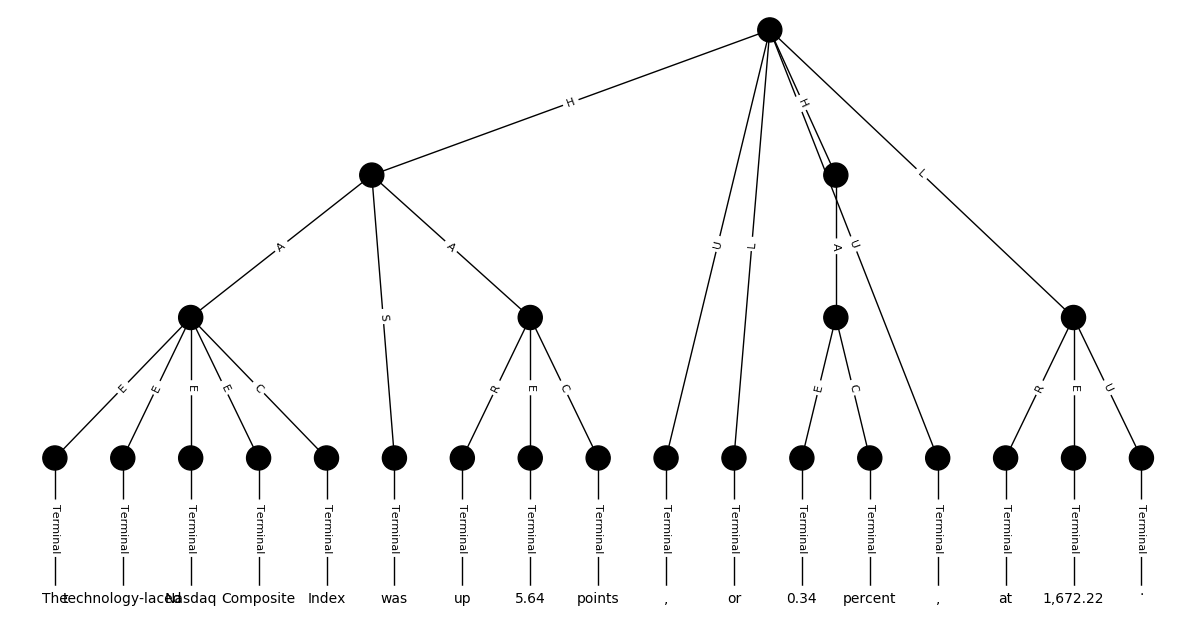 H
H
L
A
A
U
L
A
U
S
E
E
E
E
C
R
E
C
E
C
R
E
U
Terminal Terminal Terminal Terminal Terminal Terminal Terminal Terminal Terminal Terminal Terminal Terminal Terminal Terminal Terminal Terminal Terminal
The technology-laced Nasdaq Composite Index was up 5.64 points , or 0.34 percent , at 1,672.22 .